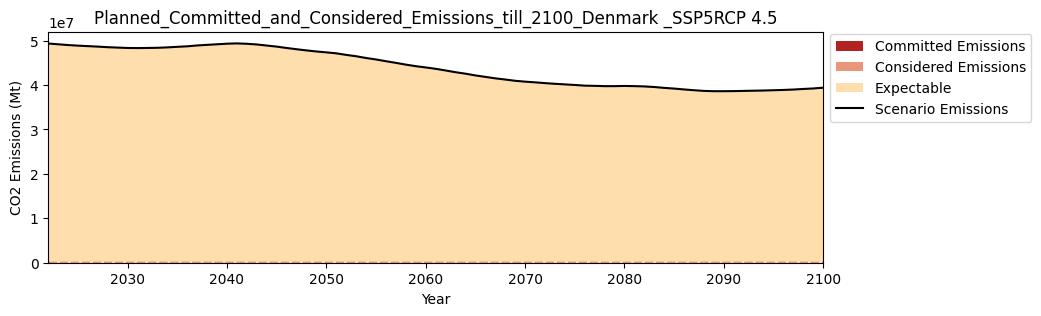 Planned_Committed_and_Considered_Emissions_till_2100_Denmark _SSP5RCP 4.5
1e7
5
4
3
2
1
0
CO2 Emissions (Mt)
2030 2040 2050 2060 2070 2080 2090 2100
Year
Committed Emissions
Considered Emissions
Expectable
Scenario Emissions